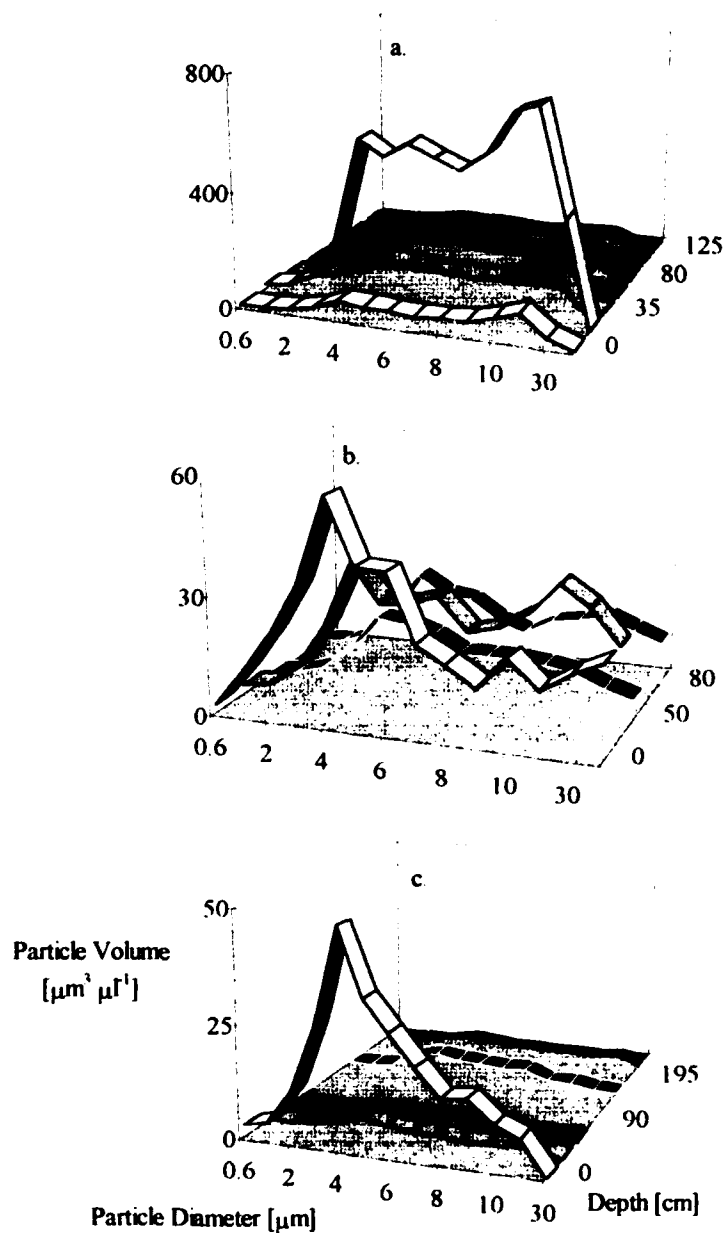 a.
800
400
0
0.6 2 4 6 8 10 30
0 35 80 125
b.
60
30
0
0.6 2 4 6 8 10 30
0 50 80
c.
50
25
0
Particle Volume
[µm³ µl⁻¹]
0.6 2 4 6 8 10 30
0 90 195
Particle Diameter [µm]
Depth [cm]